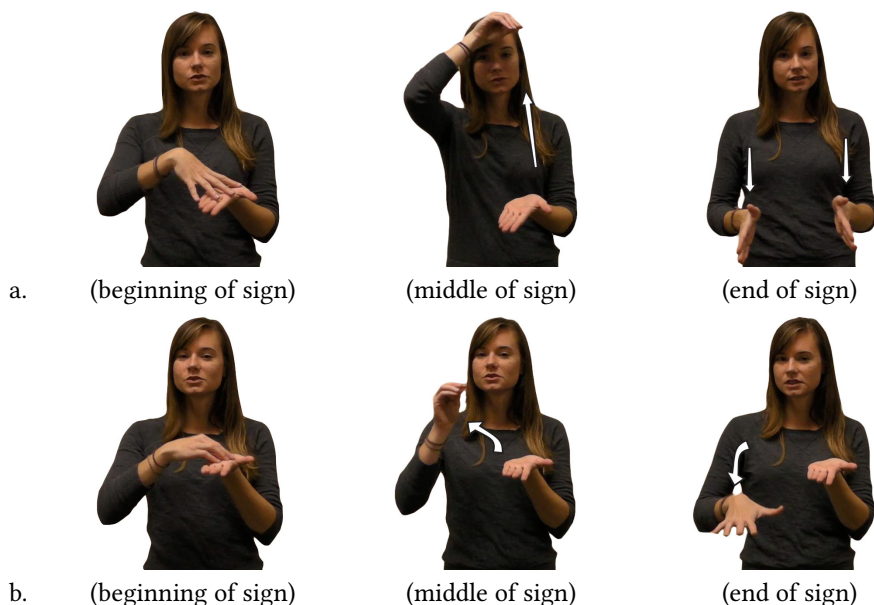 a. (beginning of sign) (middle of sign) (end of sign)
b. (beginning of sign) (middle of sign) (end of sign)